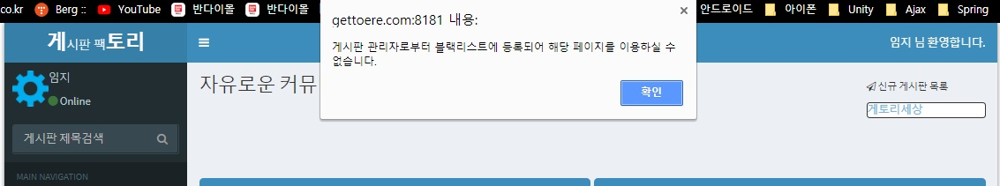 co.kr Berg :: YouTube 반다이몰 반다이몰 안드로이드 아이폰 Unity Ajax Spring
gettoere.com:8181 내용:
게시판 관리자로부터 블랙리스트에 등록되어 해당 페이지를 이용하실 수
없습니다.
확인
게시판 팩토리
임지 님 환영합니다.
임지
Online
자유로운 커뮤
신규 게시판 목록
게토리세상
게시판 제목검색
MAIN NAVIGATION